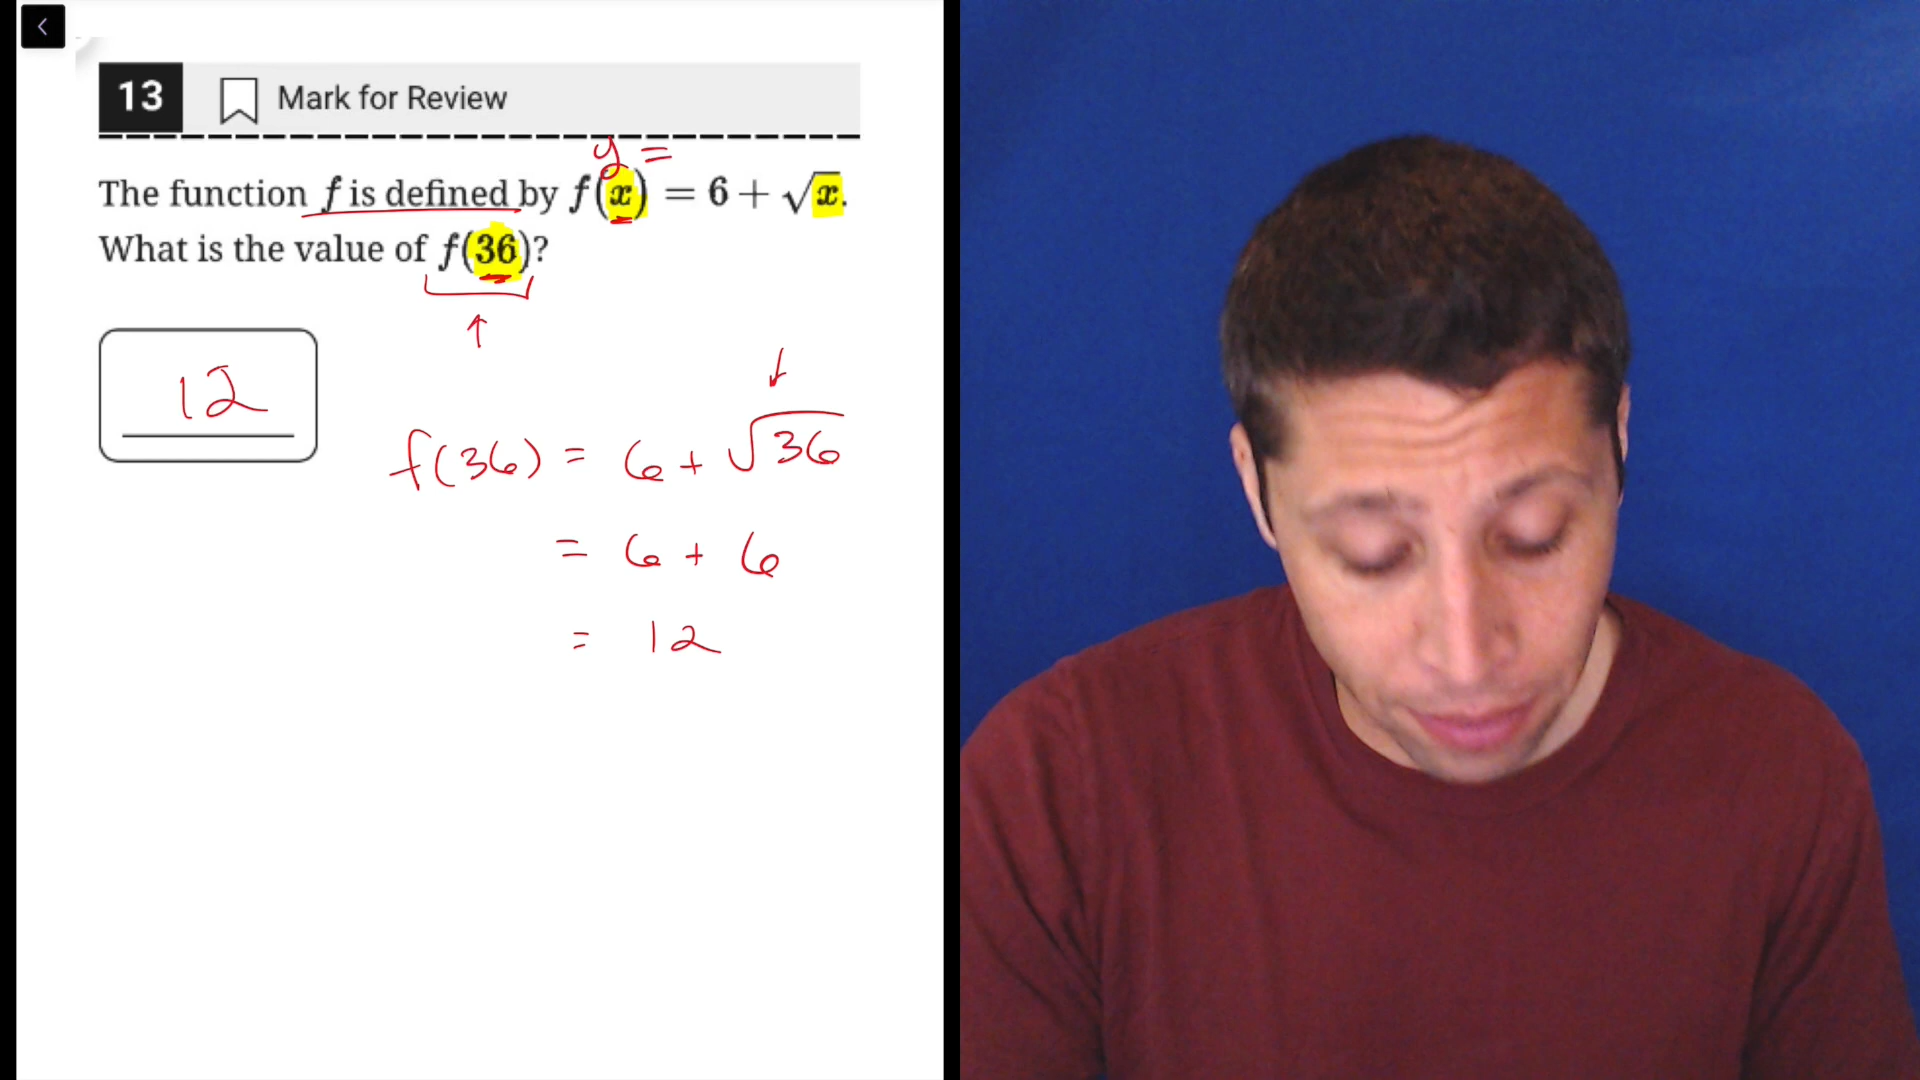 13 Mark for Review
y =
The function f is defined by f(x) = 6 + √x.
What is the value of f(36)?
12
f(36) = 6 + √36
= 6 + 6
= 12